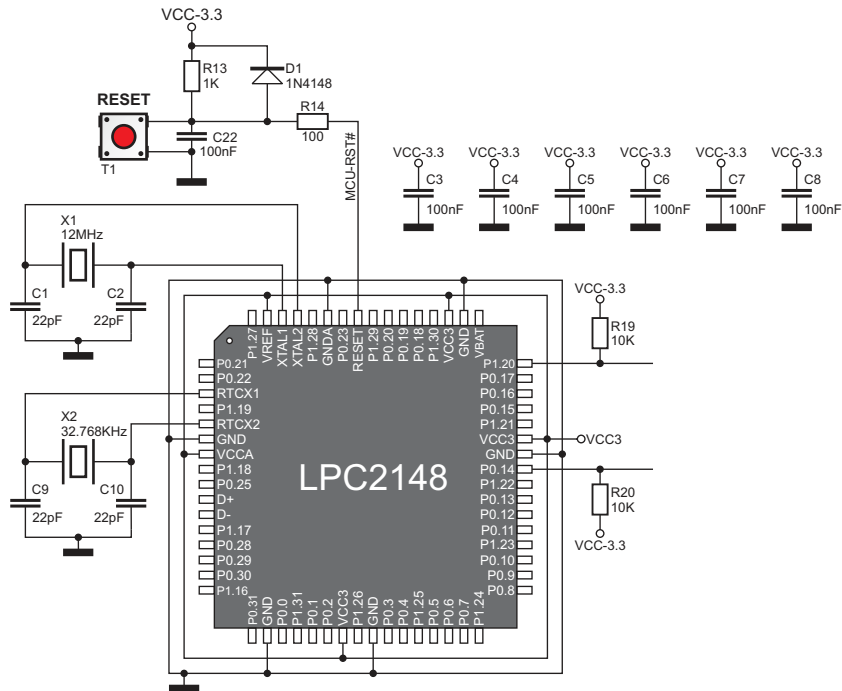 VCC-3.3
R13
1K
D1
1N4148
RESET
R14
100
C22
100nF
T1
MCU-RST#
VCC-3.3 VCC-3.3 VCC-3.3 VCC-3.3 VCC-3.3 VCC-3.3
C3 C4 C5 C6 C7 C8
100nF 100nF 100nF 100nF 100nF 100nF
X1
12MHz
C1 C2
22pF 22pF
VCC-3.3
R19
10K
P1.27
VREF
XTAL1
XTAL2
P1.28
GNDA
P0.23
RESET
P1.29
P0.20
P0.19
P0.18
P1.30
VCC3
GND
VBAT
P0.21
P0.22
RTCX1
P1.19
RTCX2
GND
VCCA
P1.18
P0.25
D+
D-
P1.17
P0.28
P0.29
P0.30
P1.16
X2
32.768KHz
C9 C10
22pF 22pF
LPC2148
P1.20
P0.17
P0.16
P0.15
P1.21
VCC3
GND
P0.14
P1.22
P0.13
P0.12
P0.11
P1.23
P0.10
P0.9
P0.8
VCC3
R20
10K
VCC-3.3
P0.31
GND
P0.0
P1.31
P0.1
P0.2
VCC3
P1.26
GND
P0.3
P0.4
P1.25
P0.5
P0.6
P0.7
P1.24